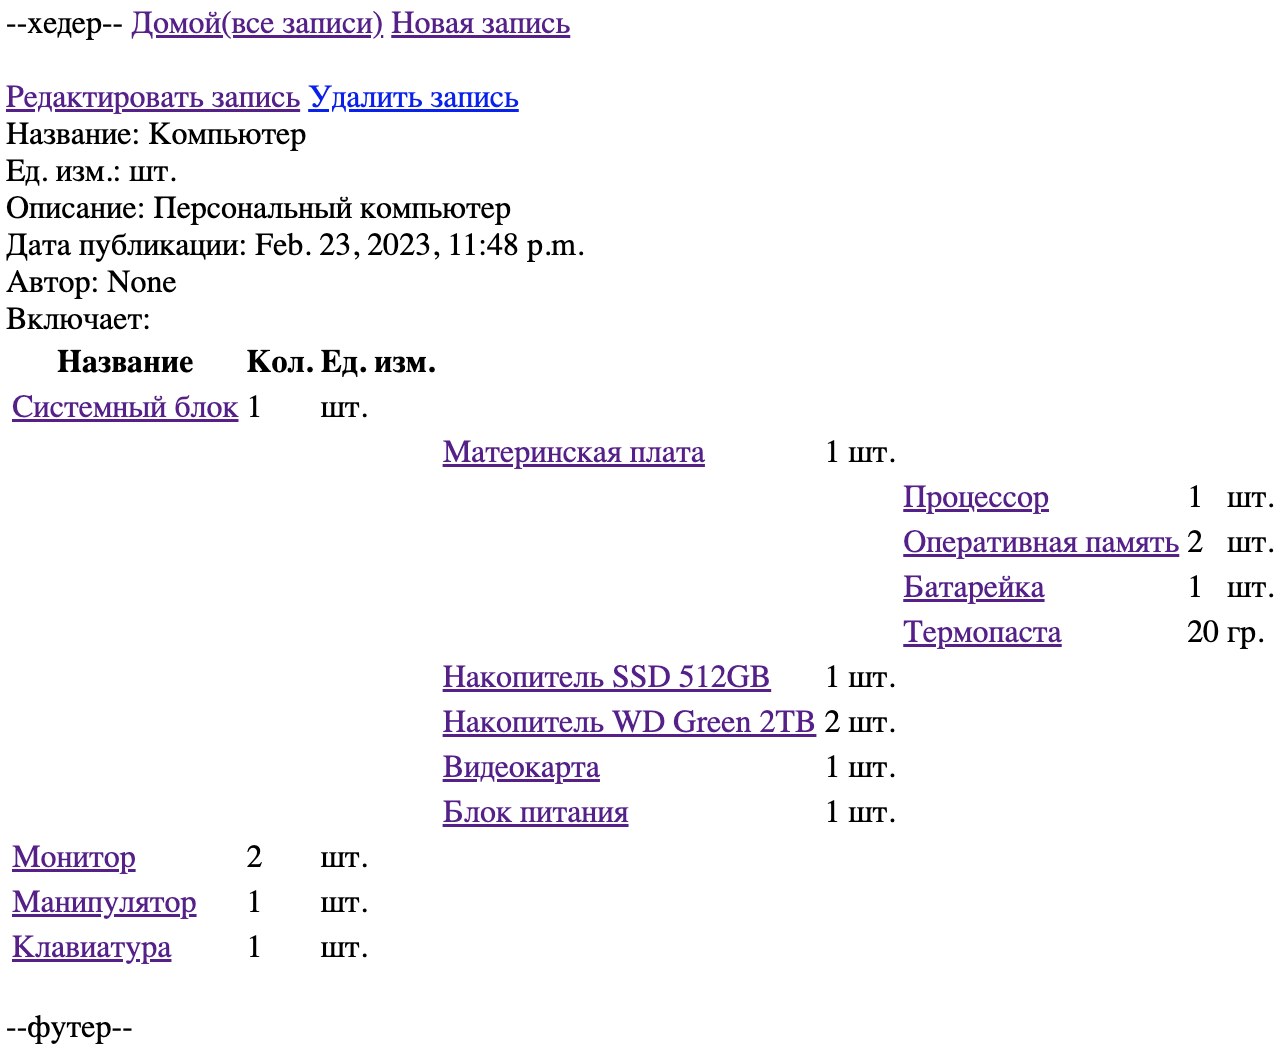 --хедер-- Домой(все записи) Новая запись
Редактировать запись Удалить запись
Название: Компьютер
Ед. изм.: шт.
Описание: Персональный компьютер
Дата публикации: Feb. 23, 2023, 11:48 p.m.
Автор: None
Включает:
Название Кол. Ед. изм.
Системный блок 1 шт.
Материнская плата 1 шт.
Процессор 1 шт.
Оперативная память 2 шт.
Батарейка 1 шт.
Термопаста 20 гр.
Накопитель SSD 512GB 1 шт.
Накопитель WD Green 2TB 2 шт.
Видеокарта 1 шт.
Блок питания 1 шт.
Монитор 2 шт.
Манипулятор 1 шт.
Клавиатура 1 шт.
--футер--